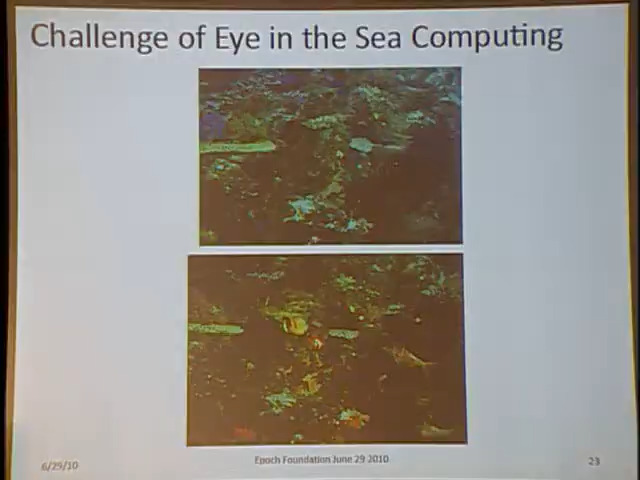 Challenge of Eye in the Sea Computing
6/29/10
Epoch Foundation June 29 2010
23